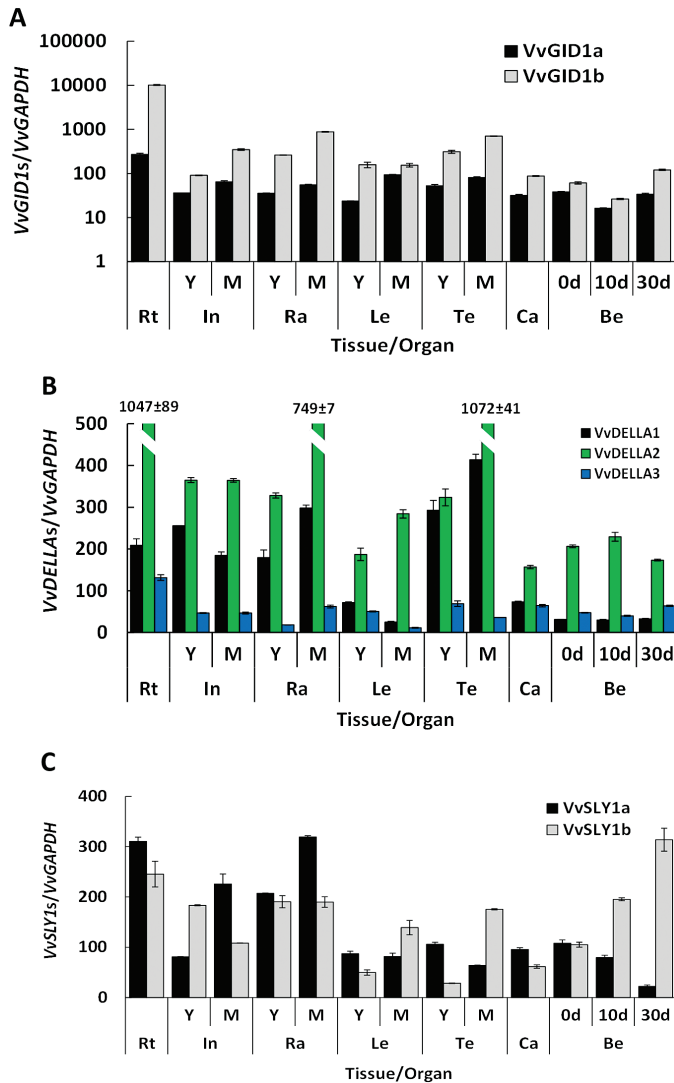 A
VvGID1s/VvGAPDH
100000
10000
1000
100
10
1
VvGID1a
VvGID1b
Y M Y M Y M Y M 0d 10d 30d
Rt In Ra Le Te Ca Be
Tissue/Organ
B
1047±89 749±7 1072±41
VvDELLAs/VvGAPDH
500
400
300
200
100
0
VvDELLA1
VvDELLA2
VvDELLA3
Y M Y M Y M Y M 0d 10d 30d
Rt In Ra Le Te Ca Be
Tissue/Organ
C
VvSLY1s/VvGAPDH
400
300
200
100
0
VvSLY1a
VvSLY1b
Y M Y M Y M Y M 0d 10d 30d
Rt In Ra Le Te Ca Be
Tissue/Organ